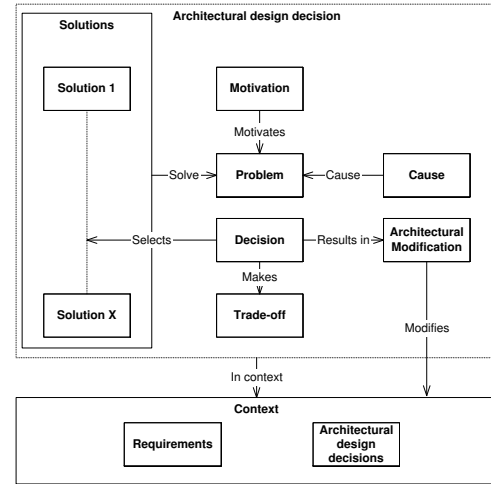 Architectural design decision
Solutions
Solution 1
Motivation
Motivates
Solve
Problem
Cause
Cause
Selects
Decision
Results in
Architectural
Modification
Makes
Solution X
Trade-off
Modifies
In context
Context
Requirements
Architectural
design
decisions